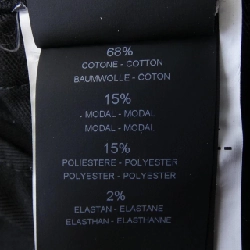 68%
COTONE - COTTON
BAUMWOLLE - COTON
15%
MODAL - MODAL
MODAL - MODAL
15%
POLIESTERE - POLYESTER
POLYESTER - POLYESTER
2%
ELASTAN - ELASTANE
ELASTHAN - ELASTHANNE